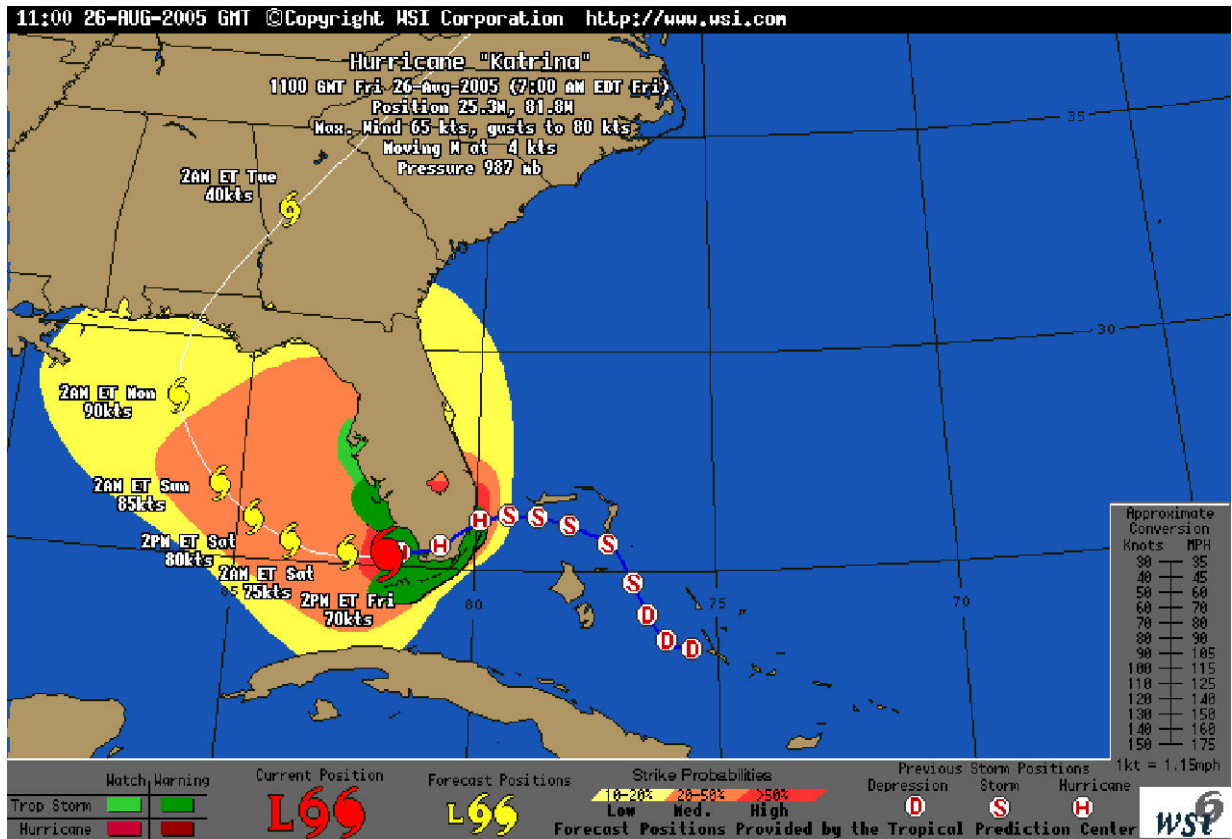 11:00 26-AUG-2005 GMT ©Copyright WSI Corporation http://www.wsi.com
Hurricane "Katrina"
1100 GMT Fri 26-Aug-2005 (7:00 AM EDT Fri)
Position 25.3N, 81.8W
Max. Wind 65 kts, gusts to 80 kts
Moving W at 4 kts
Pressure 987 mb
35
2AM ET Tue
40kts
30
2AM ET Mon
90kts
2AM ET Sun
85kts
2PM ET Sat
80kts
2AM ET Sat
75kts
2PM ET Fri
70kts
H
S
S
S
S
H
S
D
D
D
85
80
75
70
Approximate
Conversion
Knots MPH
30 35
40 45
50 60
60 70
70 80
80 90
90 105
100 115
110 125
120 140
130 150
140 160
150 175
1kt = 1.15mph
Watch Warning
Trop Storm
Hurricane
Current Position
L
Forecast Positions
L
Strike Probabilities
10-20% 20-50% >50%
Low Med. High
Previous Storm Positions
Depression Storm Hurricane
D S H
Forecast Positions Provided by the Tropical Prediction Center
WSI